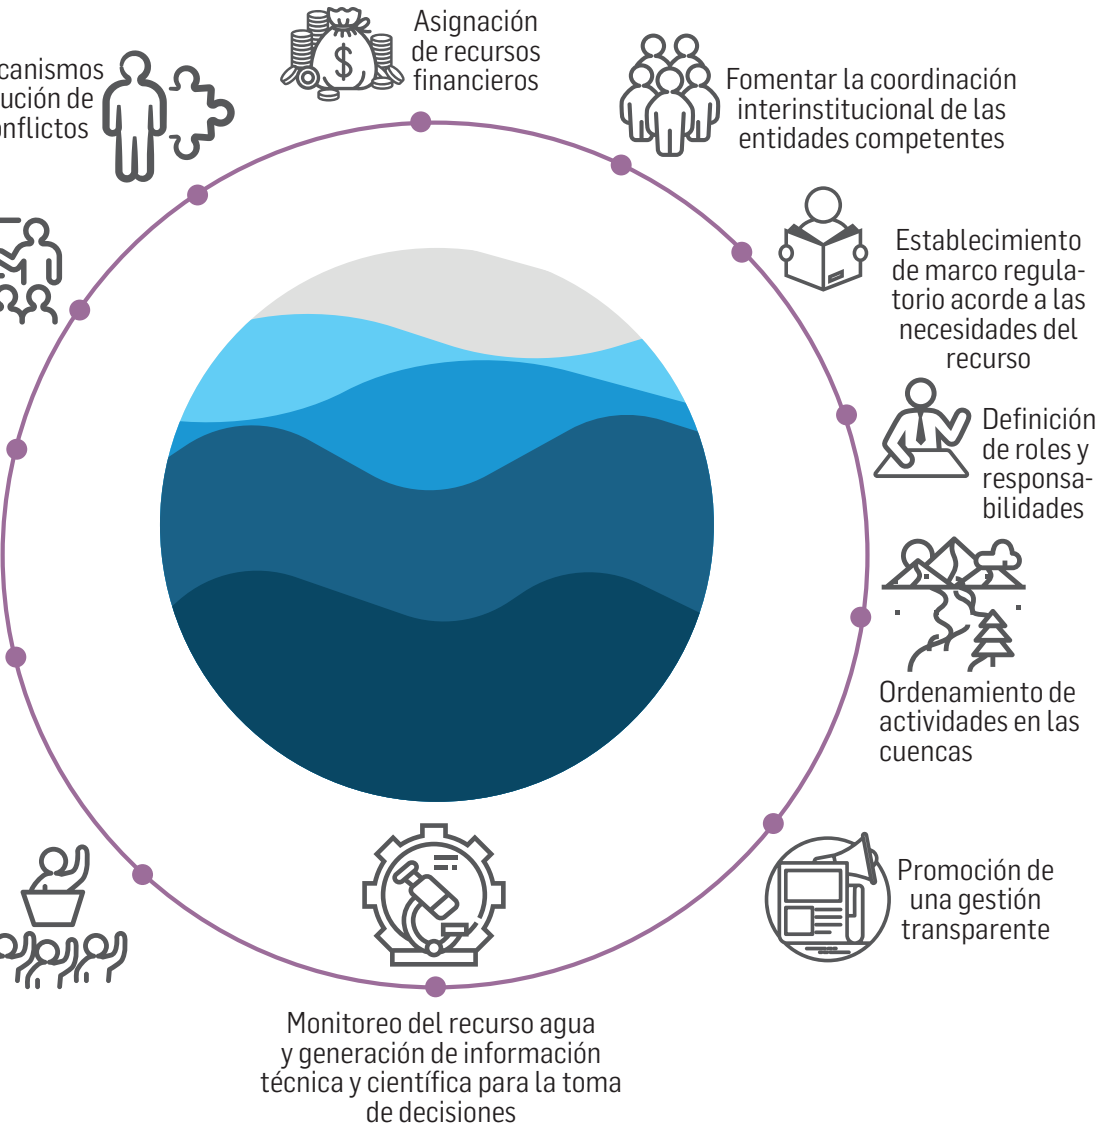 Asignación
de recursos
financieros
Fomentar la coordinación
interinstitucional de las
entidades competentes
Establecimiento
de marco regula-
torio acorde a las
necesidades del
recurso
Definición
de roles y
responsa-
bilidades
Ordenamiento de
actividades en las
cuencas
Promoción de
una gestión
transparente
Monitoreo del recurso agua
y generación de información
técnica y científica para la toma
de decisiones
canismos
ución de
onflictos
$